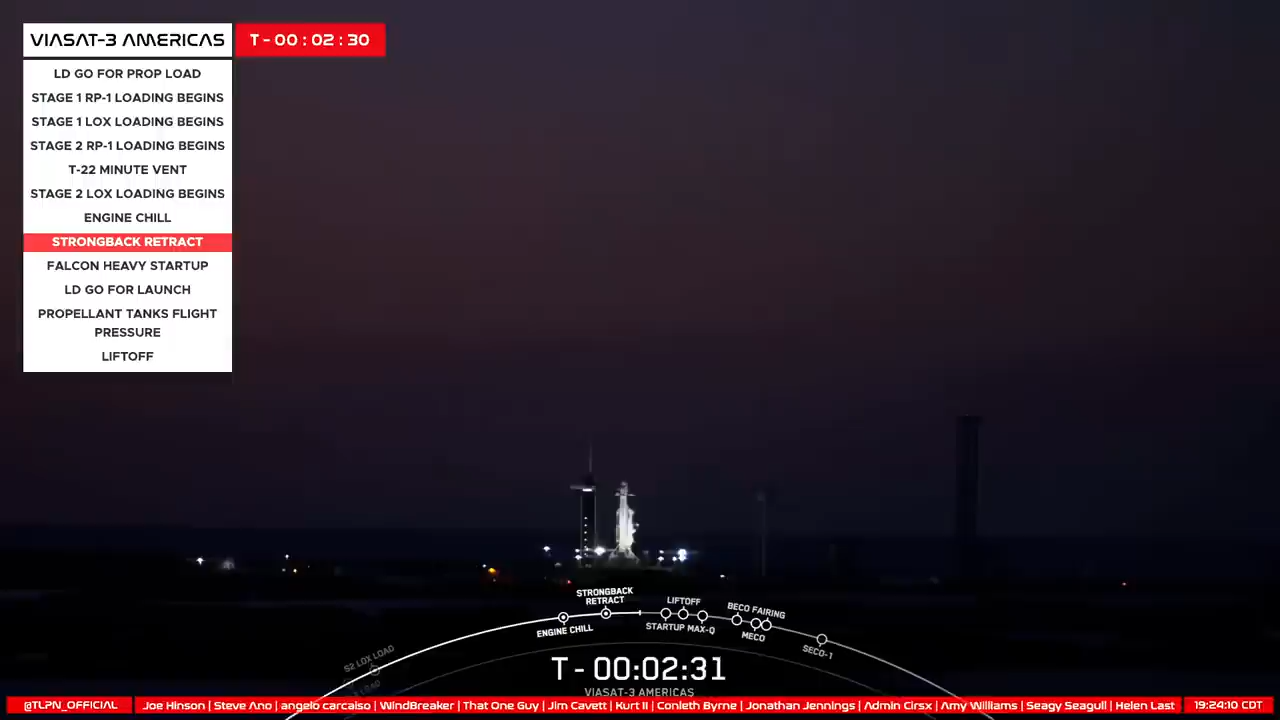 VIASAT-3 AMERICAS
T - 00 : 02 : 30
LD GO FOR PROP LOAD
STAGE 1 RP-1 LOADING BEGINS
STAGE 1 LOX LOADING BEGINS
STAGE 2 RP-1 LOADING BEGINS
T-22 MINUTE VENT
STAGE 2 LOX LOADING BEGINS
ENGINE CHILL
STRONGBACK RETRACT
FALCON HEAVY STARTUP
LD GO FOR LAUNCH
PROPELLANT TANKS FLIGHT
PRESSURE
LIFTOFF
S2 LOX LOAD
ENGINE CHILL
STRONGBACK
RETRACT
LIFTOFF
STARTUP MAX-Q
BECO FAIRING
MECO
SECO-1
T - 00:02:31
VIASAT-3 AMERICAS
@TLPN_OFFICIAL
Joe Hinson | Steve Ano | angelo carcaiso | WindBreaker | That One Guy | Jim Cavett | Kurt II | Conleth Byrne | Jonathan Jennings | Admin Cirsx | Amy Williams | Seagy Seagull | Helen Last
19:24:10 CDT